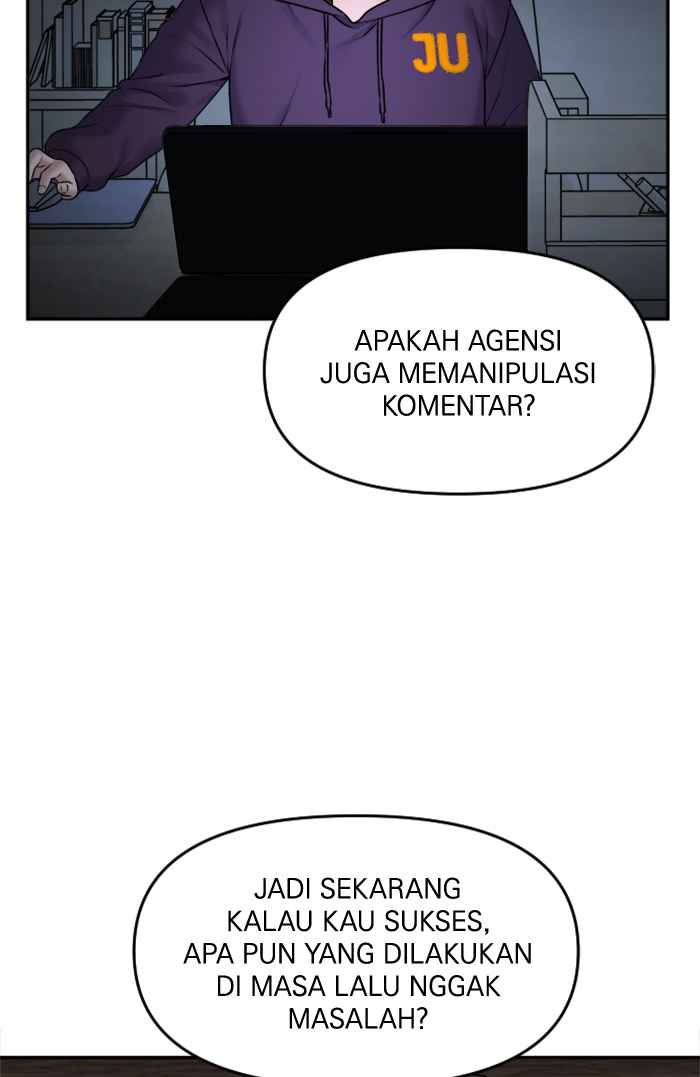 JU
APAKAH AGENSI
JUGA MEMANIPULASI
KOMENTAR?
JADI SEKARANG
KALAU KAU SUKSES,
APA PUN YANG DILAKUKAN
DI MASA LALU NGGAK
MASALAH?